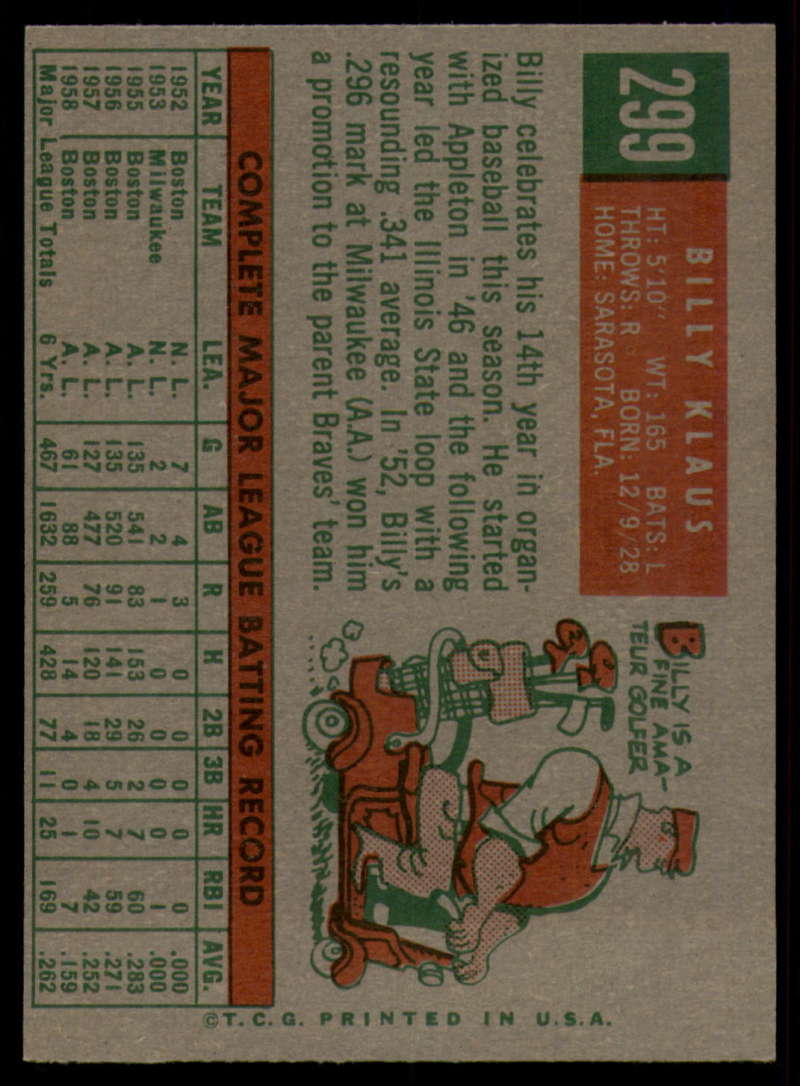 299
BILLY KLAUS
HT: 5'10" WT: 165 BATS: L
THROWS: R BORN: 12/9/28
HOME: SARASOTA, FLA.
Billy celebrates his 14th year in organ-
ized baseball this season. He started
with Appleton in '46 and the following
year led the Illinois State loop with a
resounding .341 average. In '52, Billy's
.296 mark at Milwaukee (A.A.) won him
a promotion to the parent Braves' team.
BILLY IS A
FINE AMA-
TEUR GOLFER
COMPLETE MAJOR LEAGUE BATTING RECORD
YEAR TEAM LEA. G AB R H 2B 3B HR RBI AVG.
1952 Boston N. L. 7 4 3 0 0 0 0 0 .000
1953 Milwaukee N. L. 2 2 1 0 0 0 0 1 .000
1955 Boston A. L. 135 541 83 153 26 2 7 60 .283
1956 Boston A. L. 135 520 91 141 29 5 7 59 .271
1957 Boston A. L. 127 477 76 120 18 4 10 42 .252
1958 Boston A. L. 61 88 5 14 4 0 1 7 .159
Major League Totals 6 Yrs. 467 1632 259 428 77 11 25 169 .262
©T.C.G. PRINTED IN U.S.A.